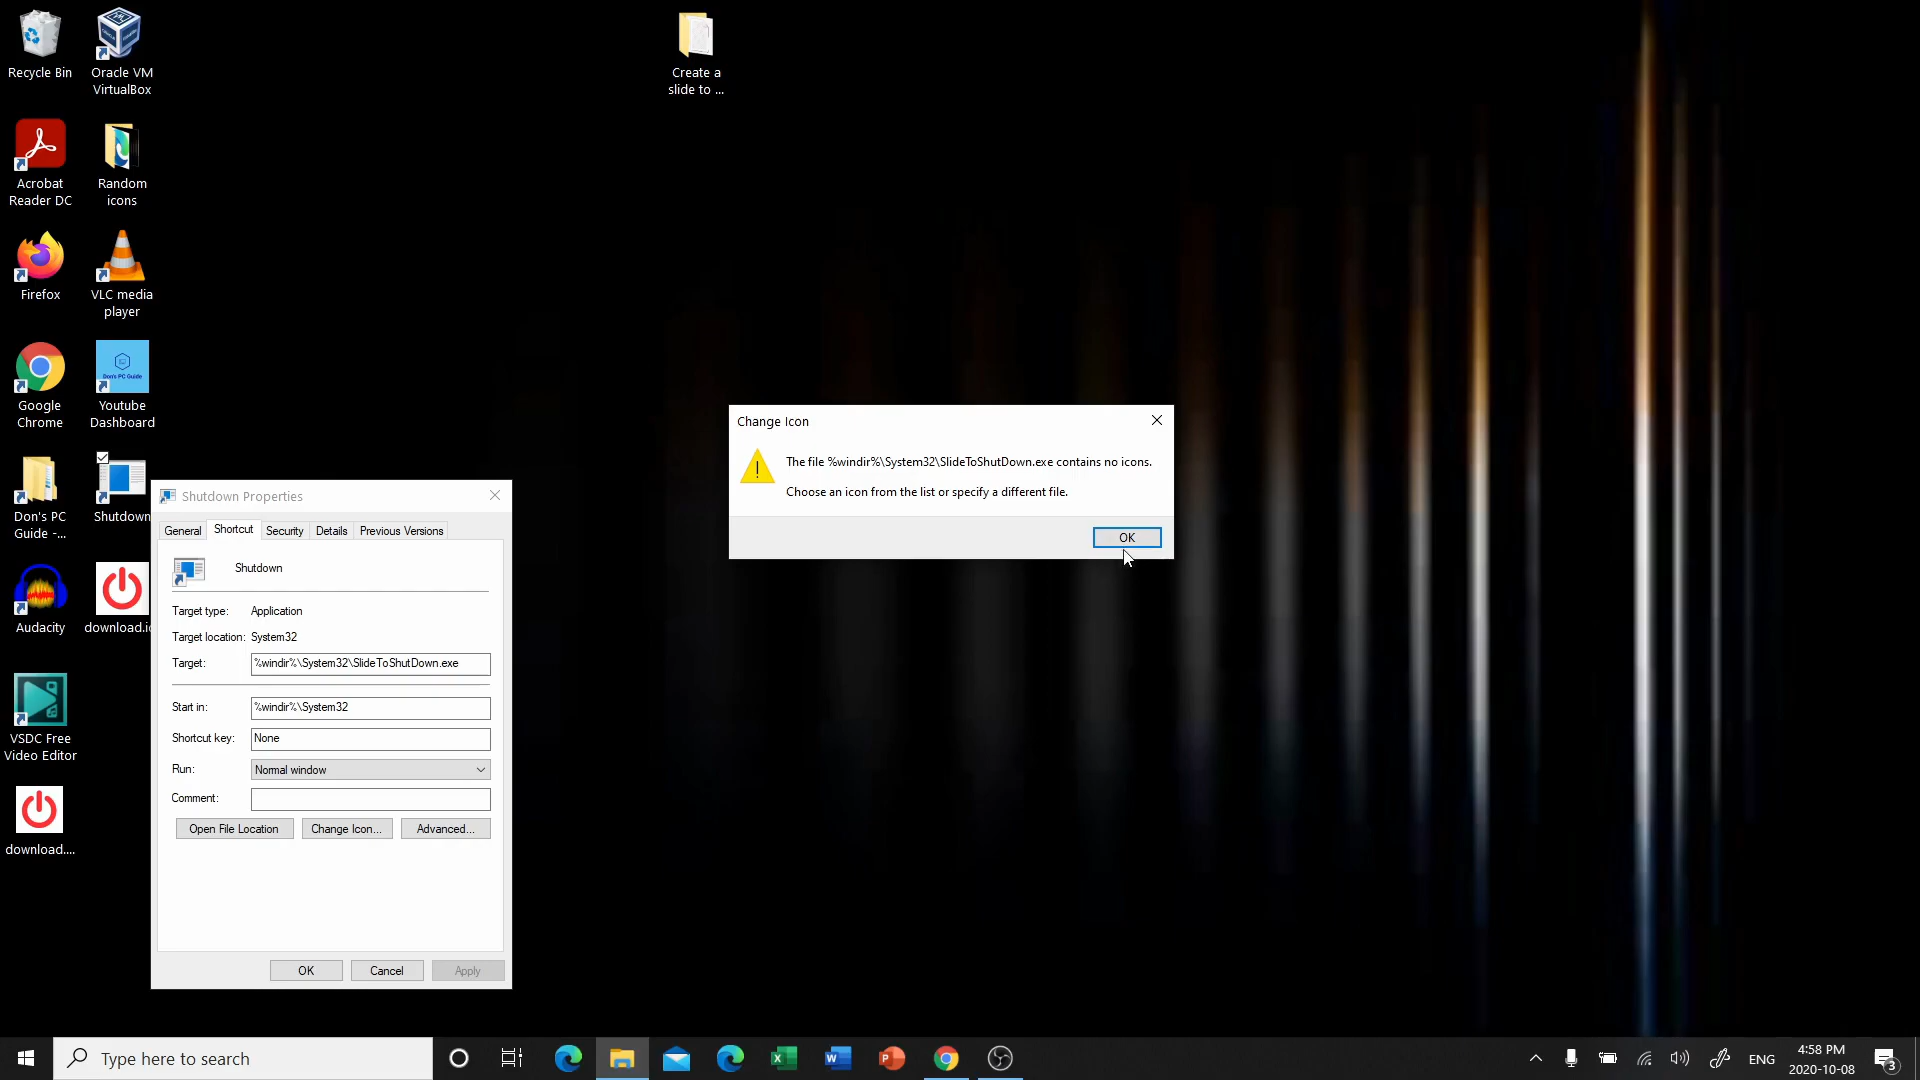 Recycle Bin
Oracle VM
VirtualBox
Create a
slide to ...
Acrobat
Reader DC
Random
icons
Firefox
VLC media
player
Google
Chrome
Don's PC Guide
Youtube
Dashboard
Don's PC
Guide -...
Shutdown
Audacity
download.ic
VSDC Free
Video Editor
download....
Change Icon
The file %windir%\System32\SlideToShutDown.exe contains no icons.
Choose an icon from the list or specify a different file.
OK
Shutdown Properties
General Shortcut Security Details Previous Versions
Shutdown
Target type: Application
Target location: System32
Target: %windir%\System32\SlideToShutDown.exe
Start in: %windir%\System32
Shortcut key: None
Run: Normal window
Comment:
Open File Location Change Icon... Advanced...
OK Cancel Apply
Type here to search
ENG
4:58 PM
2020-10-08
3